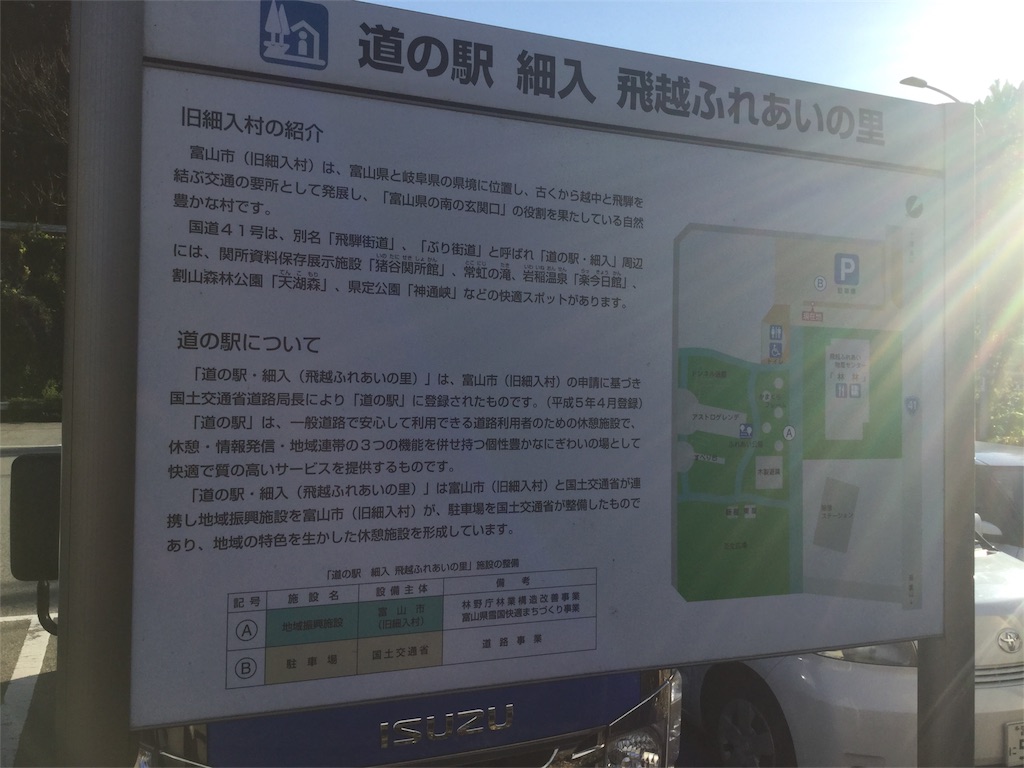 道の駅 細入 飛越ふれあいの里
旧細入村の紹介
富山市（旧細入村）は、富山県と岐阜県の県境に位置し、古くから越中と飛騨を
結ぶ交通の要所として発展し、「富山県の南の玄関口」の役割を果たしている自然
豊かな村です。
国道４１号は、別名「飛騨街道」、「ぶり街道」と呼ばれ「道の駅・細入」周辺
には、関所資料保存展示施設「猪谷関所館」、常虹の滝、岩稲温泉「楽今日館」、
割山森林公園「天湖森」、県定公園「神通峡」などの快適スポットがあります。
道の駅について
「道の駅・細入（飛越ふれあいの里）」は、富山市（旧細入村）の申請に基づき
国土交通省道路局長により「道の駅」に登録されたものです。（平成５年４月登録）
「道の駅」は、一般道路で安心して利用できる道路利用者のための休憩施設で、
休憩・情報発信・地域連帯の３つの機能を併せ持つ個性豊かなにぎわいの場として
快適で質の高いサービスを提供するものです。
「道の駅・細入（飛越ふれあいの里）」は富山市（旧細入村）と国土交通省が連
携し地域振興施設を富山市（旧細入村）が、駐車場を国土交通省が整備したもので
あり、地域の特色を生かした休憩施設を形成しています。
「道の駅 細入 飛越ふれあいの里」施設の整備
記号 施設名 設備主体 備考
A 地域振興施設 富山市（旧細入村） 林野庁林業構造改善事業
富山県雪国快適まちづくり事業
B 駐車場 国土交通省 道路事業
P
B
駐車場
A
41
ISUZU